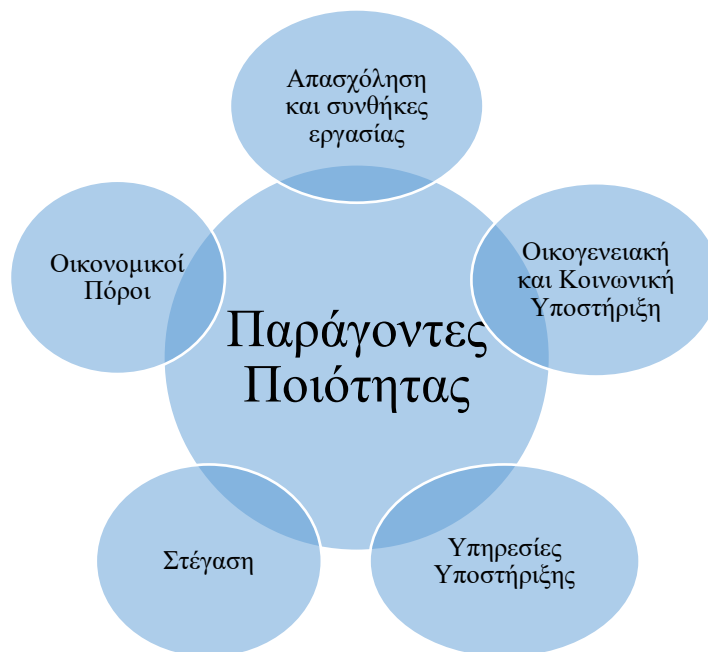 Απασχόληση
και συνθήκες
εργασίας
Οικονομικοί
Πόροι
Οικογενειακή
και Κοινωνική
Υποστήριξη
Παράγοντες
Ποιότητας
Στέγαση
Υπηρεσίες
Υποστήριξης